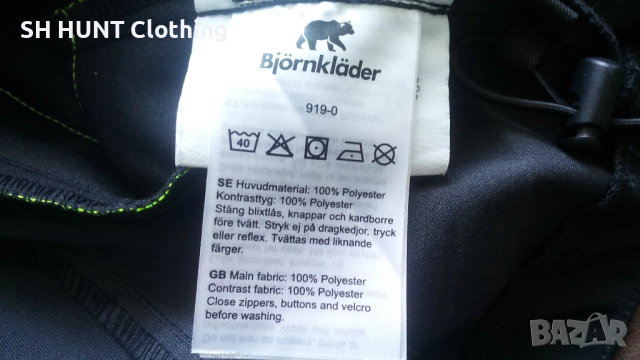 SH HUNT Clothing
Björnkläder
919-0
40
SE Huvudmaterial: 100% Polyester
Kontrasttyg: 100% Polyester
Stäng blixtlås, knappar och kardborre
före tvätt. Stryk ej på dragkedjor, tryck
eller reflex. Tvättas med liknande
färger.
GB Main fabric: 100% Polyester
Contrast fabric: 100% Polyester
Close zippers, buttons and velcro
before washing.
BAZAR